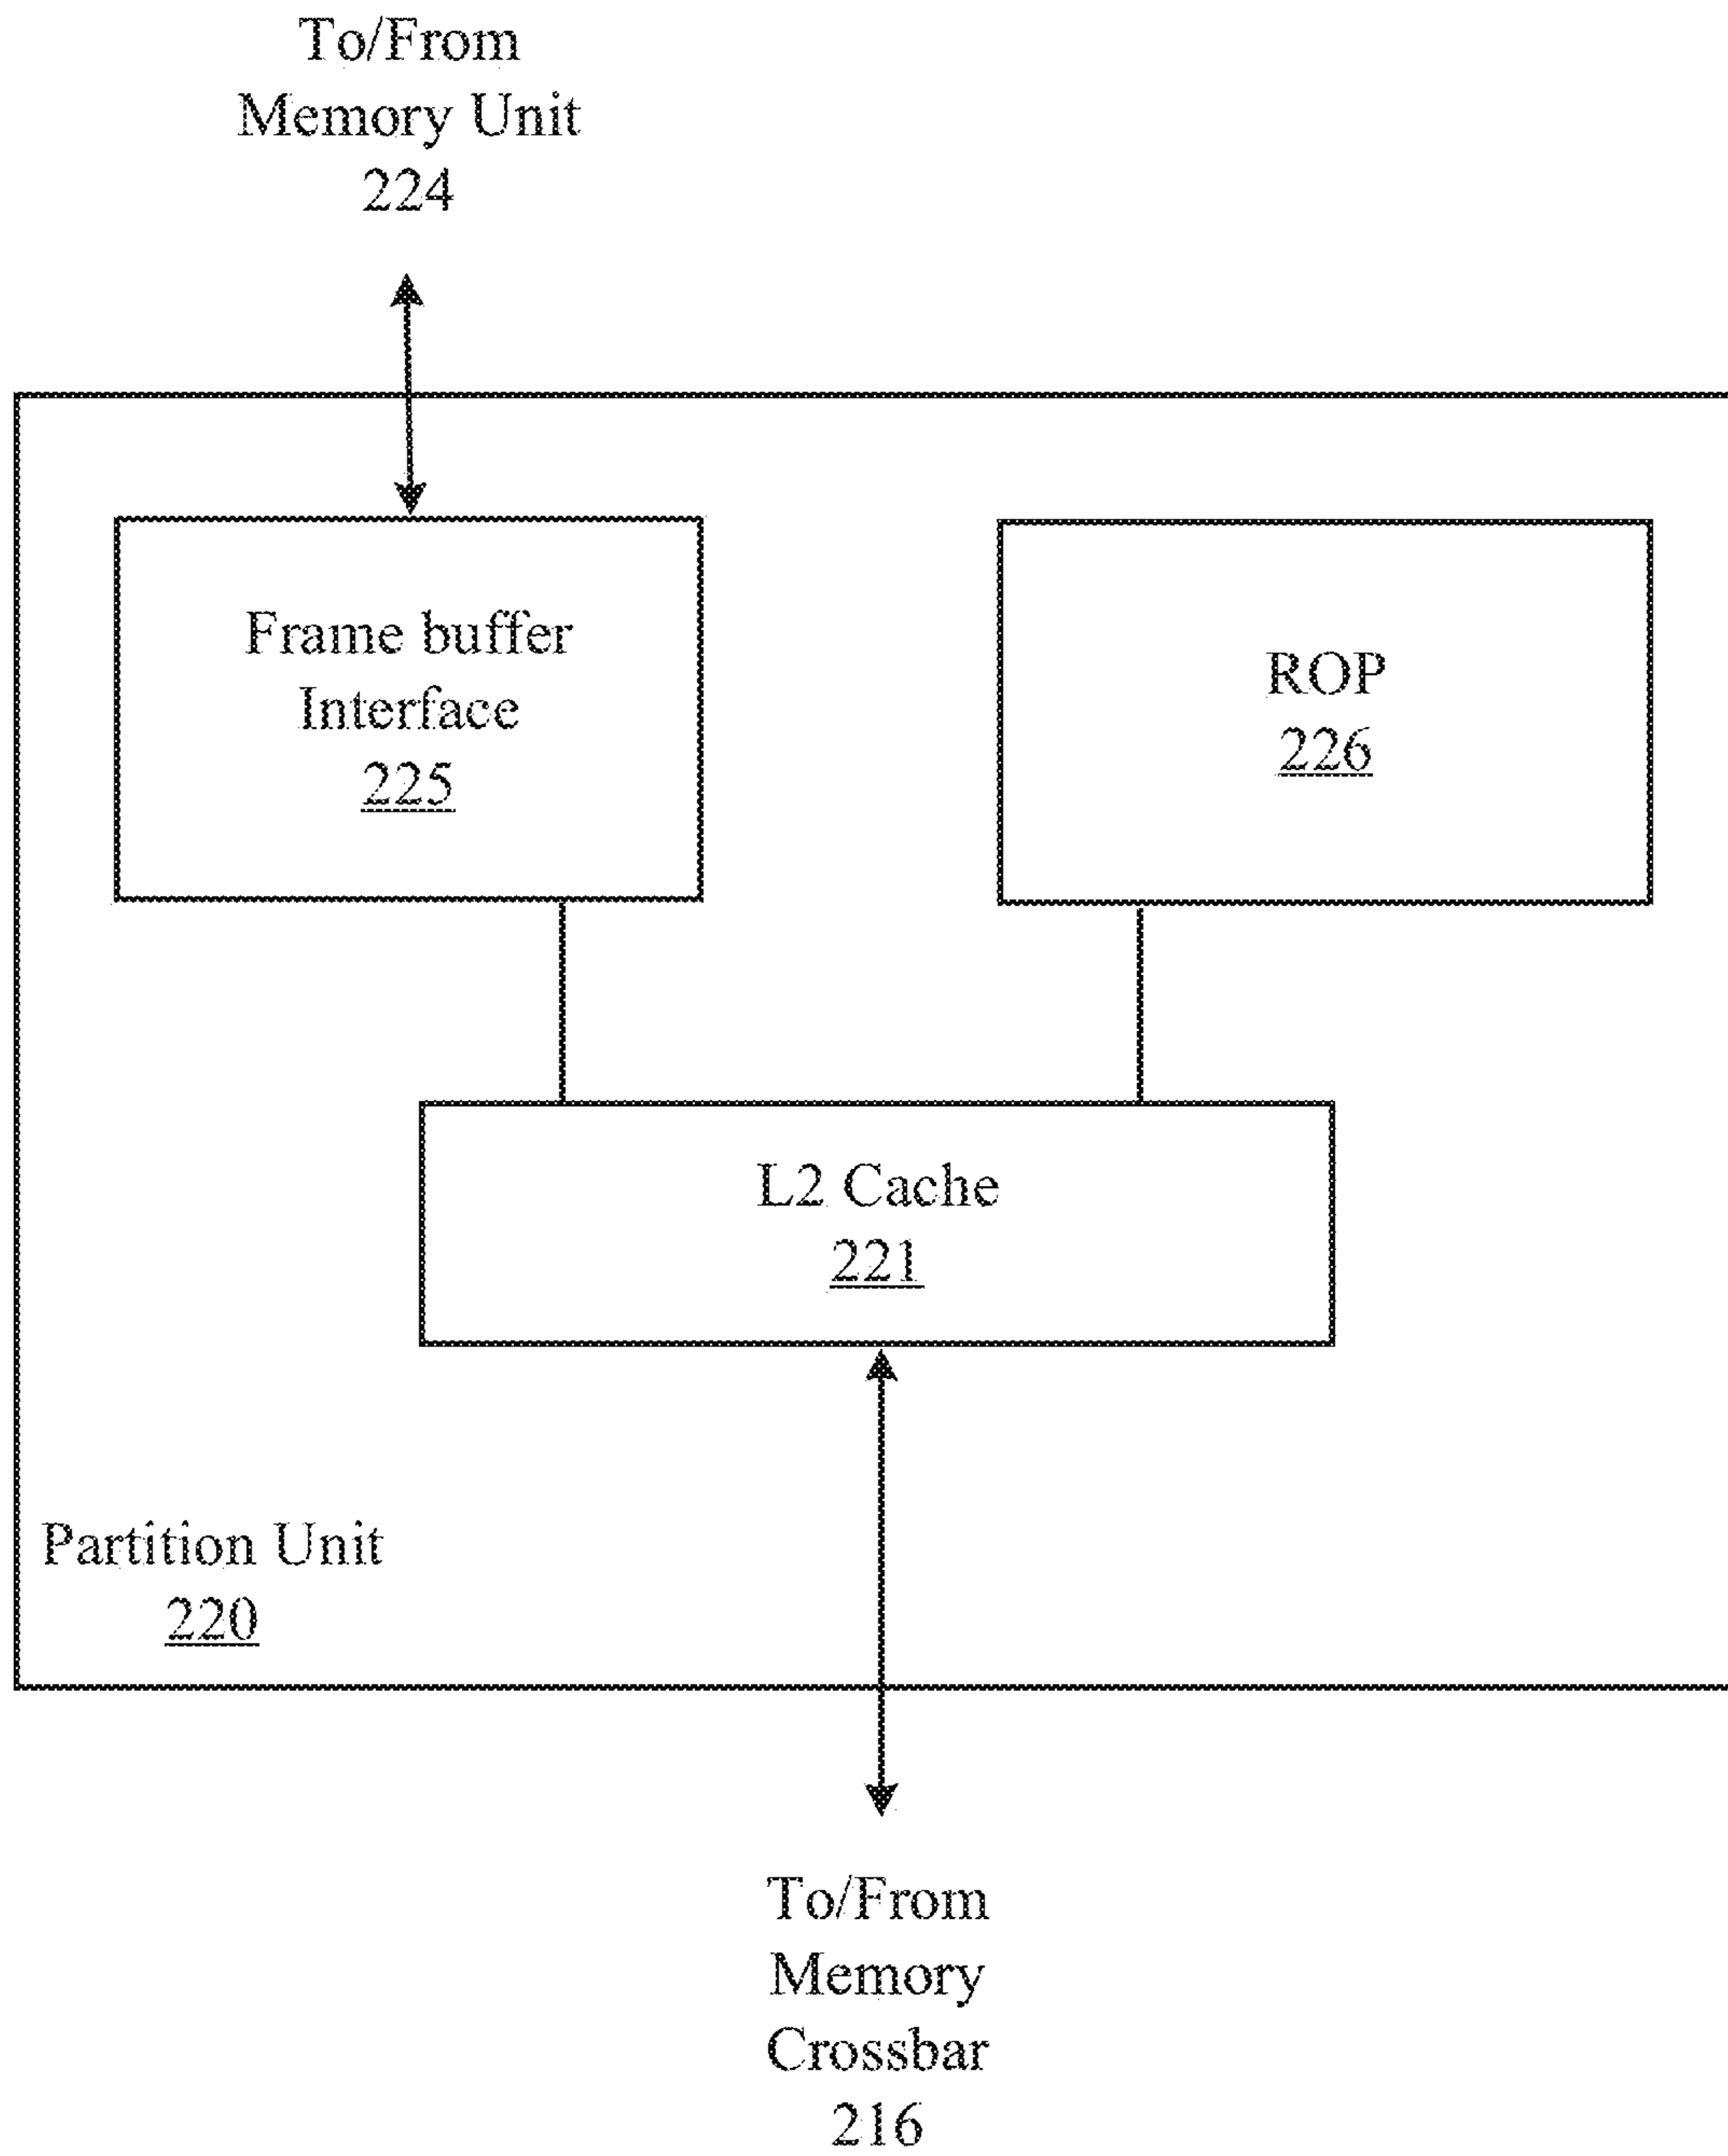 To/From
Memory Unit
224
Frame buffer
Interface
225
ROP
226
L2 Cache
221
Partition Unit
220
To/From
Memory
Crossbar
216